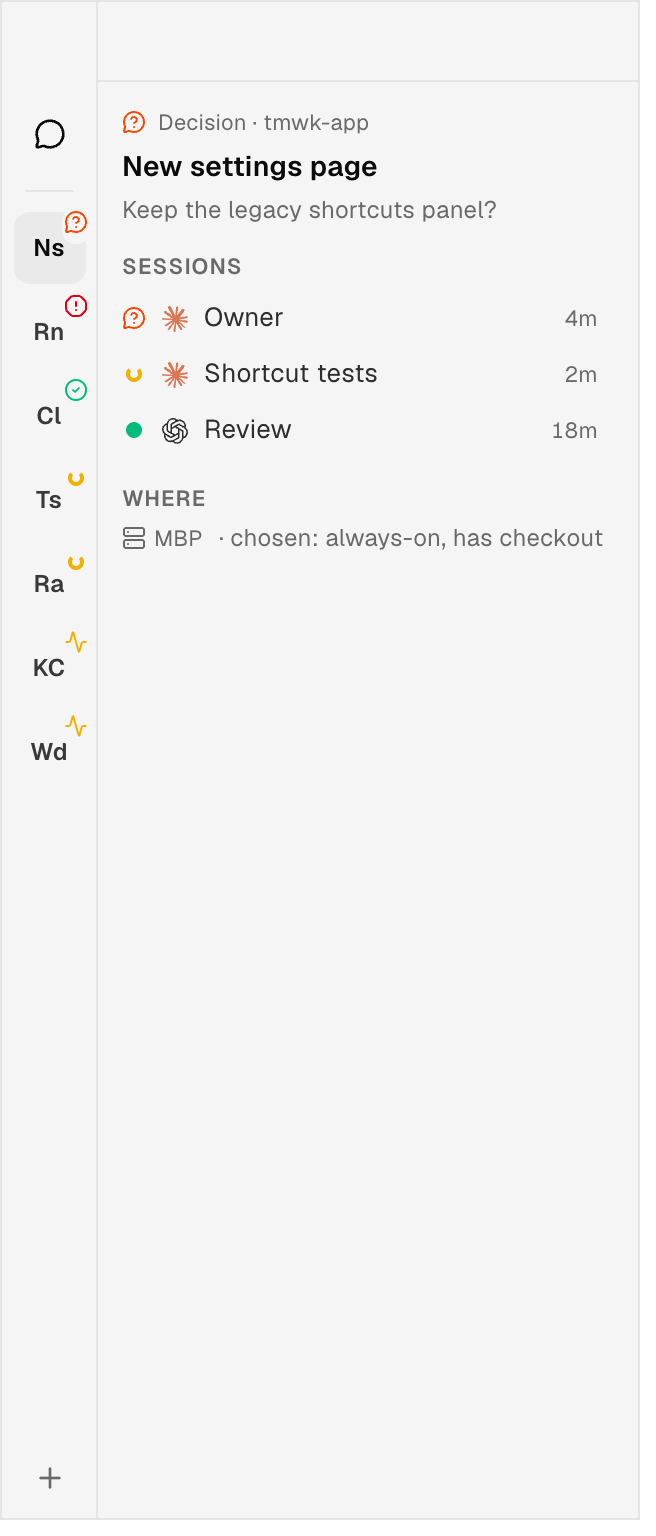 Ns
Rn
Cl
Ts
Ra
KC
Wd
Decision · tmwk-app
New settings page
Keep the legacy shortcuts panel?
SESSIONS
Owner 4m
Shortcut tests 2m
Review 18m
WHERE
MBP · chosen: always-on, has checkout